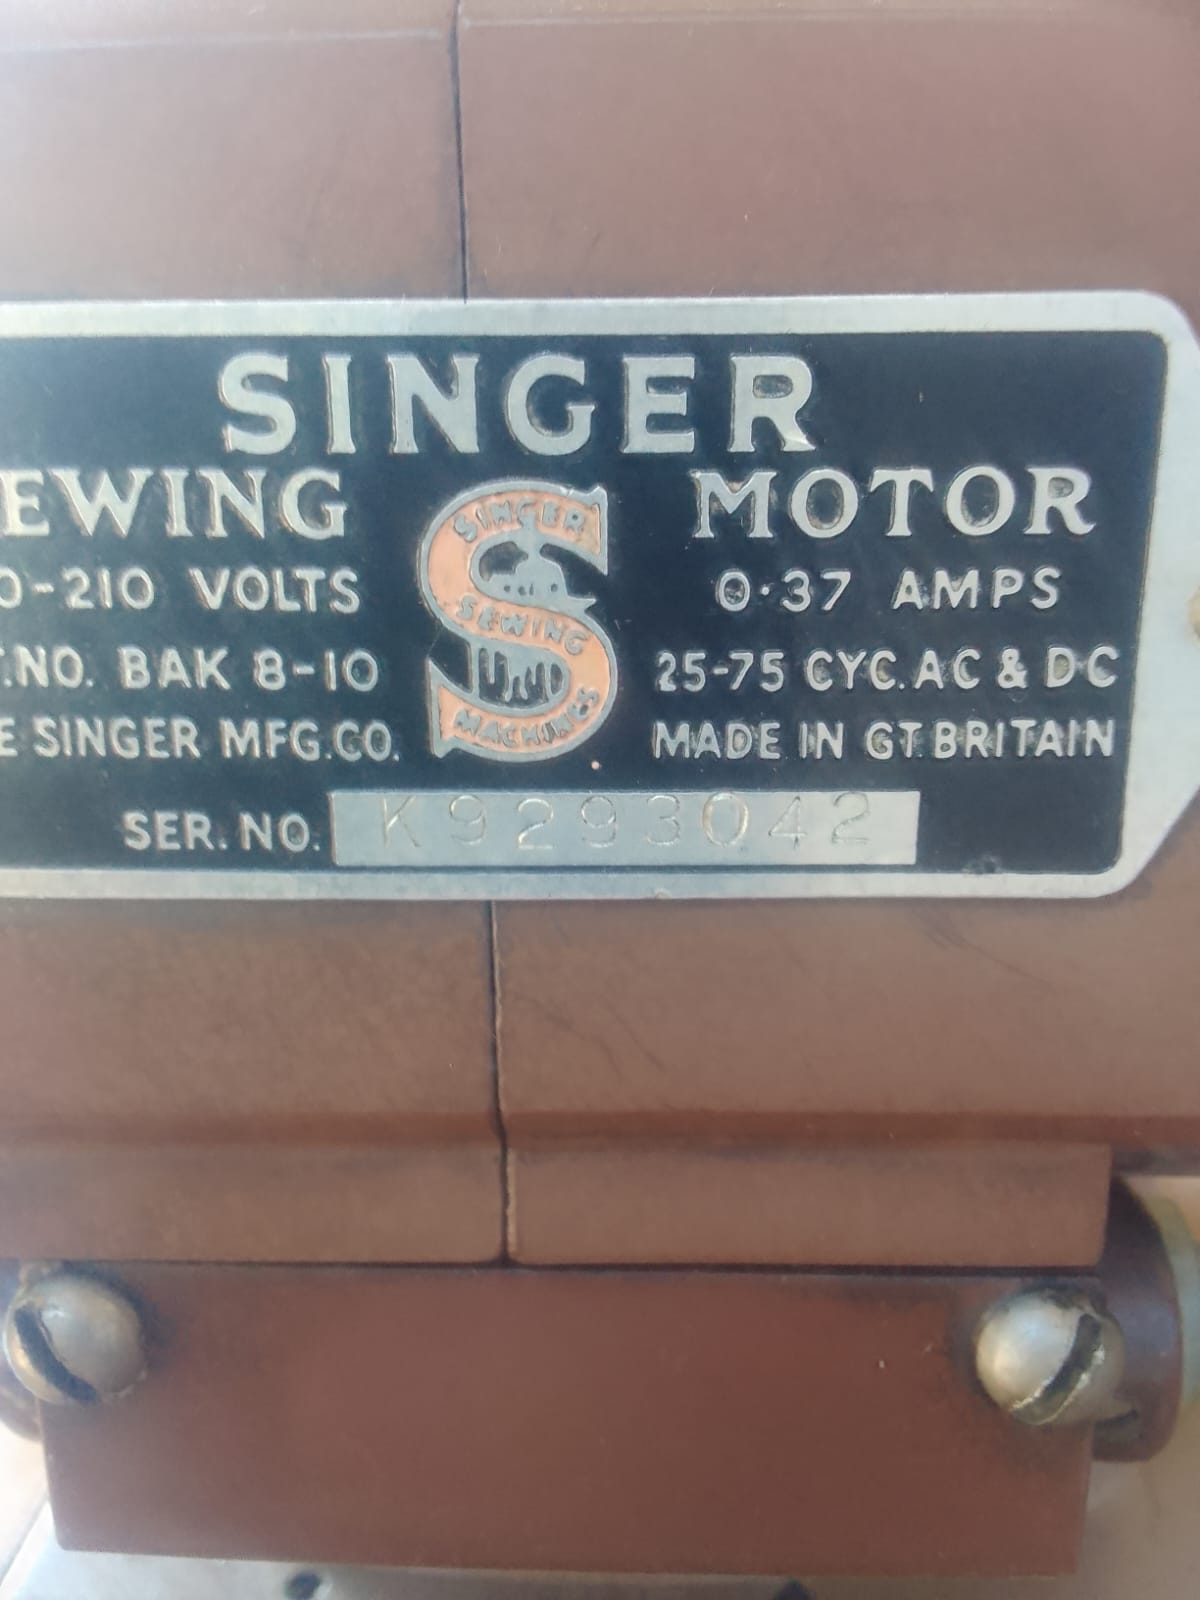 SINGER
EWING MOTOR
SINGER
SEWING
MACHINES
0-210 VOLTS 0.37 AMPS
.NO. BAK 8-10 25-75 CYC. AC & DC
E SINGER MFG.CO. MADE IN GT. BRITAIN
SER. NO. K9293042